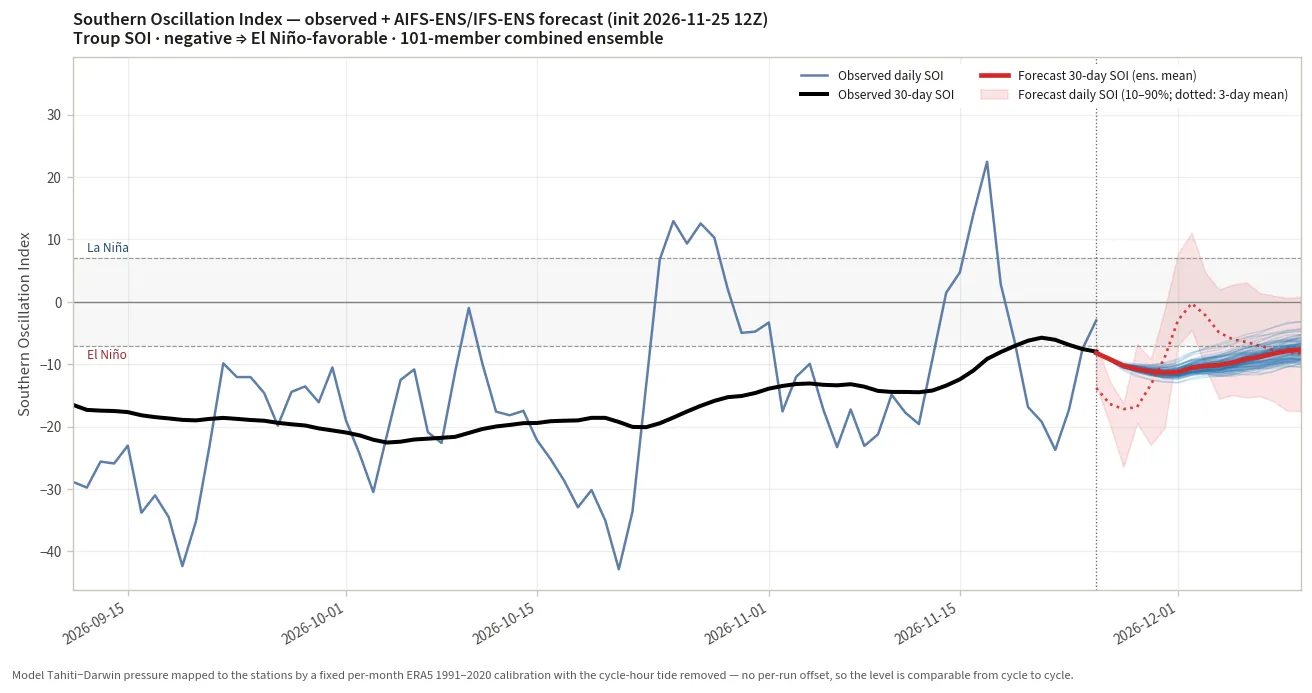 Southern Oscillation Index — observed + AIFS-ENS/IFS-ENS forecast (init 2026-11-25 12Z)
Troup SOI · negative ⇒ El Niño-favorable · 101-member combined ensemble
Observed daily SOI
Observed 30-day SOI
Forecast 30-day SOI (ens. mean)
Forecast daily SOI (10–90%; dotted: 3-day mean)
Southern Oscillation Index
30
20
10
0
−10
−20
−30
−40
La Niña
El Niño
2026-09-15
2026-10-01
2026-10-15
2026-11-01
2026-11-15
2026-12-01
Model Tahiti−Darwin pressure mapped to the stations by a fixed per-month ERA5 1991–2020 calibration with the cycle-hour tide removed — no per-run offset, so the level is comparable from cycle to cycle.